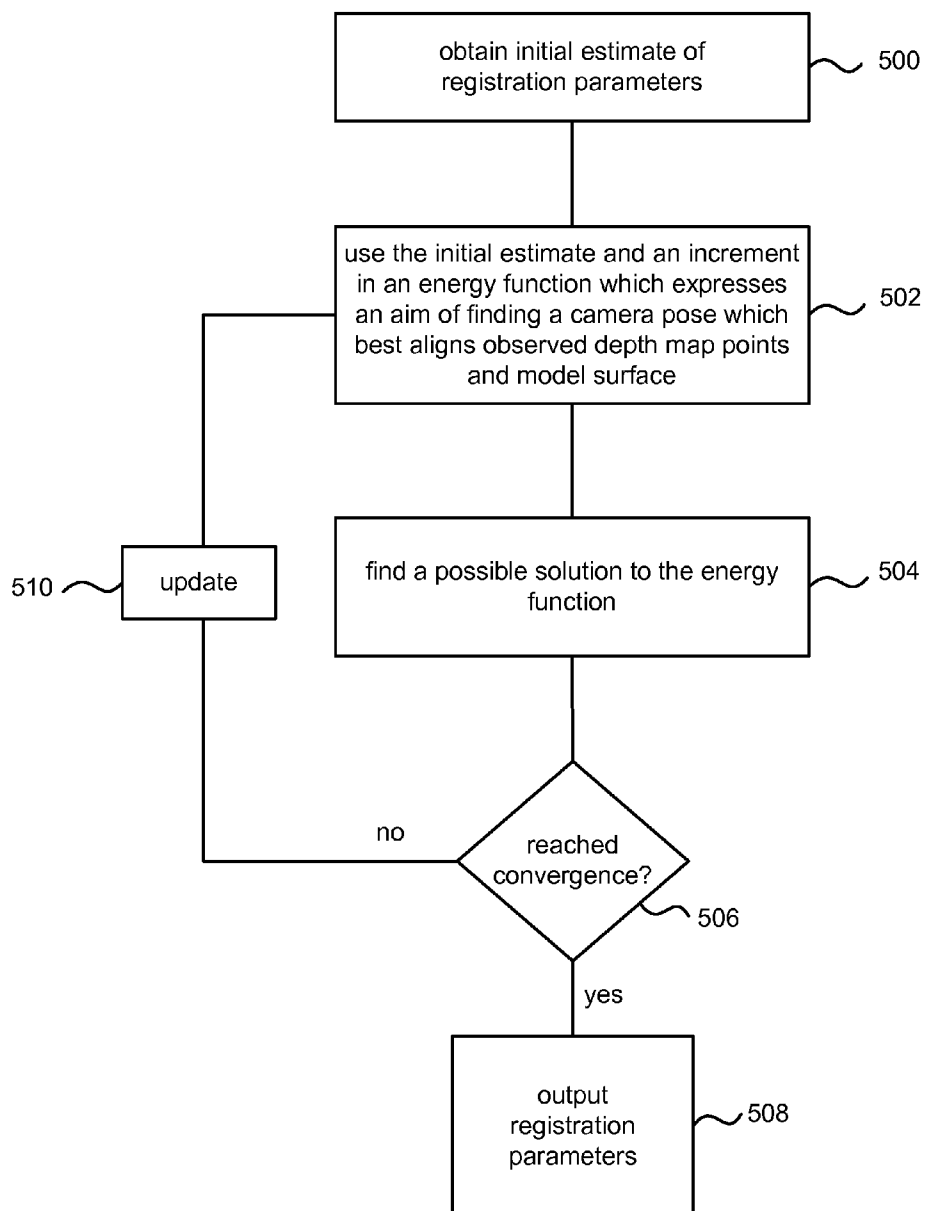 obtain initial estimate of
registration parameters
500
use the initial estimate and an increment
in an energy function which expresses
an aim of finding a camera pose which
best aligns observed depth map points
and model surface
502
find a possible solution to the energy
function
504
510
update
no
reached
convergence?
506
yes
output
registration
parameters
508